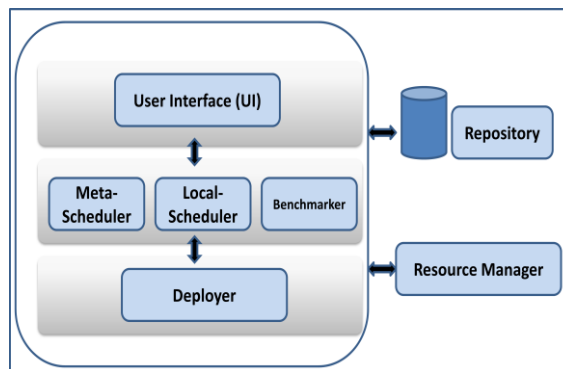 User Interface (UI)
Repository
Meta-
Scheduler
Local-
Scheduler
Benchmarker
Resource Manager
Deployer